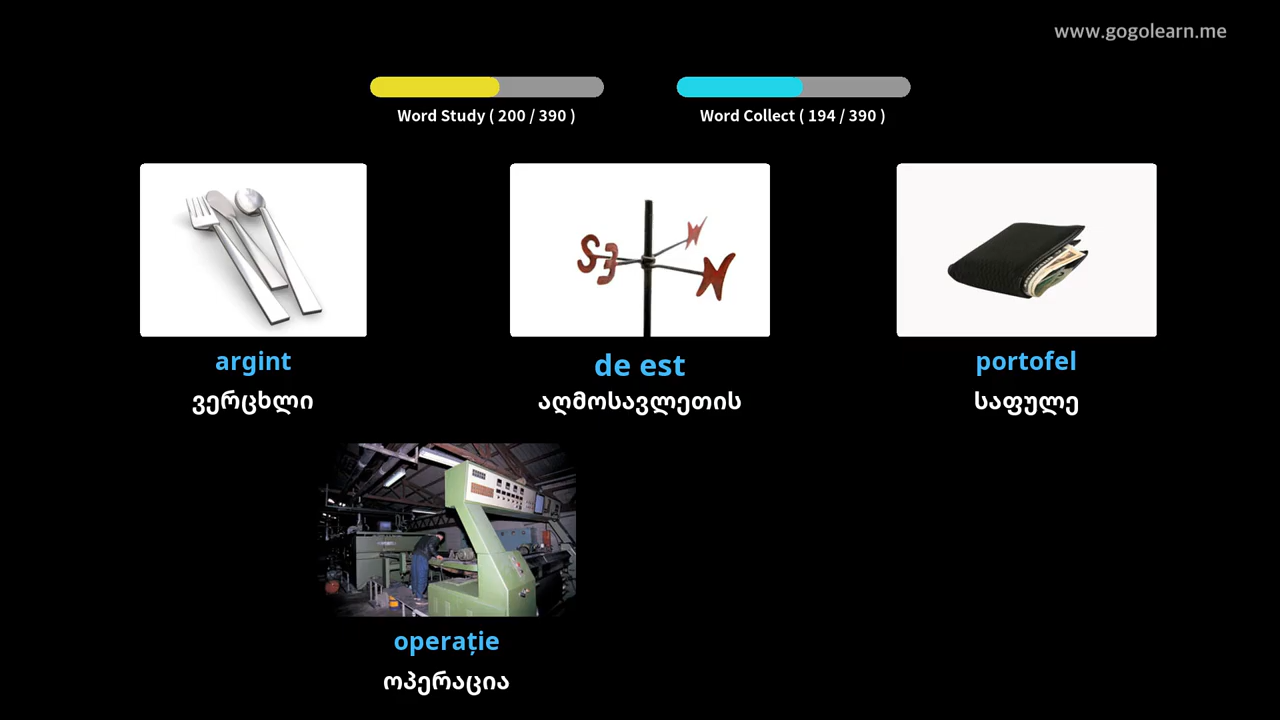 www.gogolearn.me
Word Study ( 200 / 390 )
Word Collect ( 194 / 390 )
S E N N
argint
de est
portofel
ვერცხლი
აღმოსავლეთის
საფულე
operație
ოპერაცია